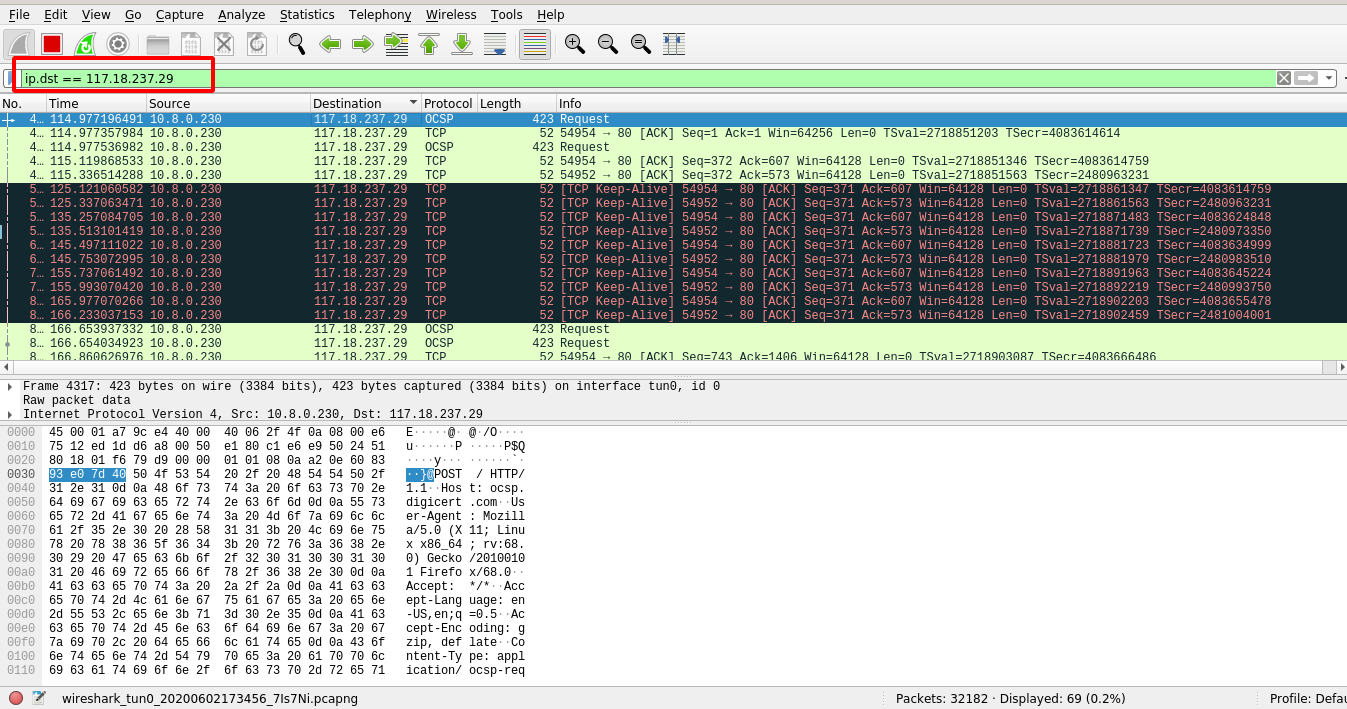 File Edit View Go Capture Analyze Statistics Telephony Wireless Tools Help
ip.dst == 117.18.237.29
No. Time Source Destination Protocol Length Info
4… 114.977196491 10.8.0.230 117.18.237.29 OCSP 423 Request
4… 114.977357984 10.8.0.230 117.18.237.29 TCP 52 54954 → 80 [ACK] Seq=1 Ack=1 Win=64256 Len=0 TSval=2718851203 TSecr=4083614614
4… 114.977536982 10.8.0.230 117.18.237.29 OCSP 423 Request
4… 115.119868533 10.8.0.230 117.18.237.29 TCP 52 54954 → 80 [ACK] Seq=372 Ack=607 Win=64128 Len=0 TSval=2718851346 TSecr=4083614759
4… 115.336514288 10.8.0.230 117.18.237.29 TCP 52 54952 → 80 [ACK] Seq=372 Ack=573 Win=64128 Len=0 TSval=2718851563 TSecr=2480963231
5… 125.121060582 10.8.0.230 117.18.237.29 TCP 52 [TCP Keep-Alive] 54954 → 80 [ACK] Seq=371 Ack=607 Win=64128 Len=0 TSval=2718861347 TSecr=4083614759
5… 125.337063471 10.8.0.230 117.18.237.29 TCP 52 [TCP Keep-Alive] 54952 → 80 [ACK] Seq=371 Ack=573 Win=64128 Len=0 TSval=2718861563 TSecr=2480963231
5… 135.257084705 10.8.0.230 117.18.237.29 TCP 52 [TCP Keep-Alive] 54954 → 80 [ACK] Seq=371 Ack=607 Win=64128 Len=0 TSval=2718871483 TSecr=4083624848
5… 135.513101419 10.8.0.230 117.18.237.29 TCP 52 [TCP Keep-Alive] 54952 → 80 [ACK] Seq=371 Ack=573 Win=64128 Len=0 TSval=2718871739 TSecr=2480973350
6… 145.497111022 10.8.0.230 117.18.237.29 TCP 52 [TCP Keep-Alive] 54954 → 80 [ACK] Seq=371 Ack=607 Win=64128 Len=0 TSval=2718881723 TSecr=4083634999
6… 145.753072995 10.8.0.230 117.18.237.29 TCP 52 [TCP Keep-Alive] 54952 → 80 [ACK] Seq=371 Ack=573 Win=64128 Len=0 TSval=2718881979 TSecr=2480983510
7… 155.737061492 10.8.0.230 117.18.237.29 TCP 52 [TCP Keep-Alive] 54954 → 80 [ACK] Seq=371 Ack=607 Win=64128 Len=0 TSval=2718891963 TSecr=4083645224
7… 155.993070420 10.8.0.230 117.18.237.29 TCP 52 [TCP Keep-Alive] 54952 → 80 [ACK] Seq=371 Ack=573 Win=64128 Len=0 TSval=2718892219 TSecr=2480993750
8… 165.977070266 10.8.0.230 117.18.237.29 TCP 52 [TCP Keep-Alive] 54954 → 80 [ACK] Seq=371 Ack=607 Win=64128 Len=0 TSval=2718902203 TSecr=4083655478
8… 166.233037153 10.8.0.230 117.18.237.29 TCP 52 [TCP Keep-Alive] 54952 → 80 [ACK] Seq=371 Ack=573 Win=64128 Len=0 TSval=2718902459 TSecr=2481004001
8… 166.653937332 10.8.0.230 117.18.237.29 OCSP 423 Request
8… 166.654034923 10.8.0.230 117.18.237.29 OCSP 423 Request
8… 166.860626976 10.8.0.230 117.18.237.29 TCP 52 54954 → 80 [ACK] Seq=743 Ack=1406 Win=64128 Len=0 TSval=2718903087 TSecr=4083666486
Frame 4317: 423 bytes on wire (3384 bits), 423 bytes captured (3384 bits) on interface tun0, id 0
Raw packet data
Internet Protocol Version 4, Src: 10.8.0.230, Dst: 117.18.237.29
0000 45 00 01 a7 9c e4 40 00 40 06 2f 4f 0a 08 00 e6 E·····@· @·/O····
0010 75 12 ed 1d d6 a8 00 50 e1 80 c1 e6 e9 50 24 51 u······P ·····P$Q
0020 80 18 01 f6 79 d9 00 00 01 01 08 0a a2 0e 60 83 ····y··· ······`·
0030 93 e0 7d 40 50 4f 53 54 20 2f 20 48 54 54 50 2f ··}@POST / HTTP/
0040 31 2e 31 0d 0a 48 6f 73 74 3a 20 6f 63 73 70 2e 1.1··Hos t: ocsp.
0050 64 69 67 69 63 65 72 74 2e 63 6f 6d 0d 0a 55 73 digicert .com··Us
0060 65 72 2d 41 67 65 6e 74 3a 20 4d 6f 7a 69 6c 6c er-Agent : Mozill
0070 61 2f 35 2e 30 20 28 58 31 31 3b 20 4c 69 6e 75 a/5.0 (X 11; Linu
0080 78 20 78 38 36 5f 36 34 3b 20 72 76 3a 36 38 2e x x86_64 ; rv:68.
0090 30 29 20 47 65 63 6b 6f 2f 32 30 31 30 30 31 30 0) Gecko /2010010
00a0 31 20 46 69 72 65 66 6f 78 2f 36 38 2e 30 0d 0a 1 Firefo x/68.0··
00b0 41 63 63 65 70 74 3a 20 2a 2f 2a 0d 0a 41 63 63 Accept: */*··Acc
00c0 65 70 74 2d 4c 61 6e 67 75 61 67 65 3a 20 65 6e ept-Lang uage: en
00d0 2d 55 53 2c 65 6e 3b 71 3d 30 2e 35 0d 0a 41 63 -US,en;q =0.5··Ac
00e0 63 65 70 74 2d 45 6e 63 6f 64 69 6e 67 3a 20 67 cept-Enc oding: g
00f0 7a 69 70 2c 20 64 65 66 6c 61 74 65 0d 0a 43 6f zip, def late··Co
0100 6e 74 65 6e 74 2d 54 79 70 65 3a 20 61 70 70 6c ntent-Ty pe: appl
0110 69 63 61 74 69 6f 6e 2f 6f 63 73 70 2d 72 65 71 ication/ ocsp-req
wireshark_tun0_20200602173456_7Is7Ni.pcapng Packets: 32182 · Displayed: 69 (0.2%) Profile: Defau